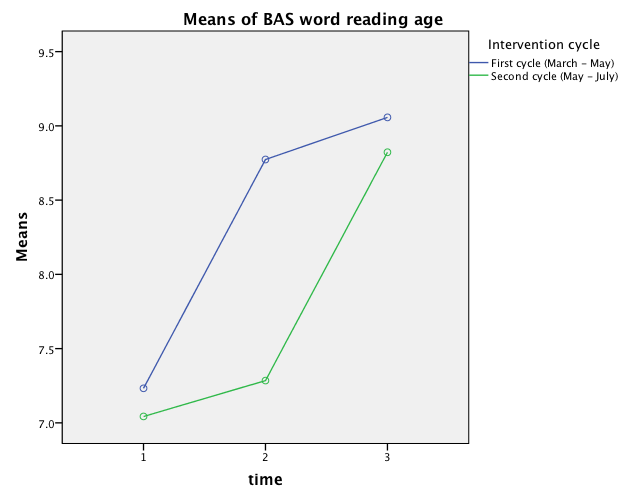 Means of BAS word reading age
Intervention cycle
First cycle (March - May)
Second cycle (May - July)
Means
9.5
9.0
8.5
8.0
7.5
7.0
1 2 3
time